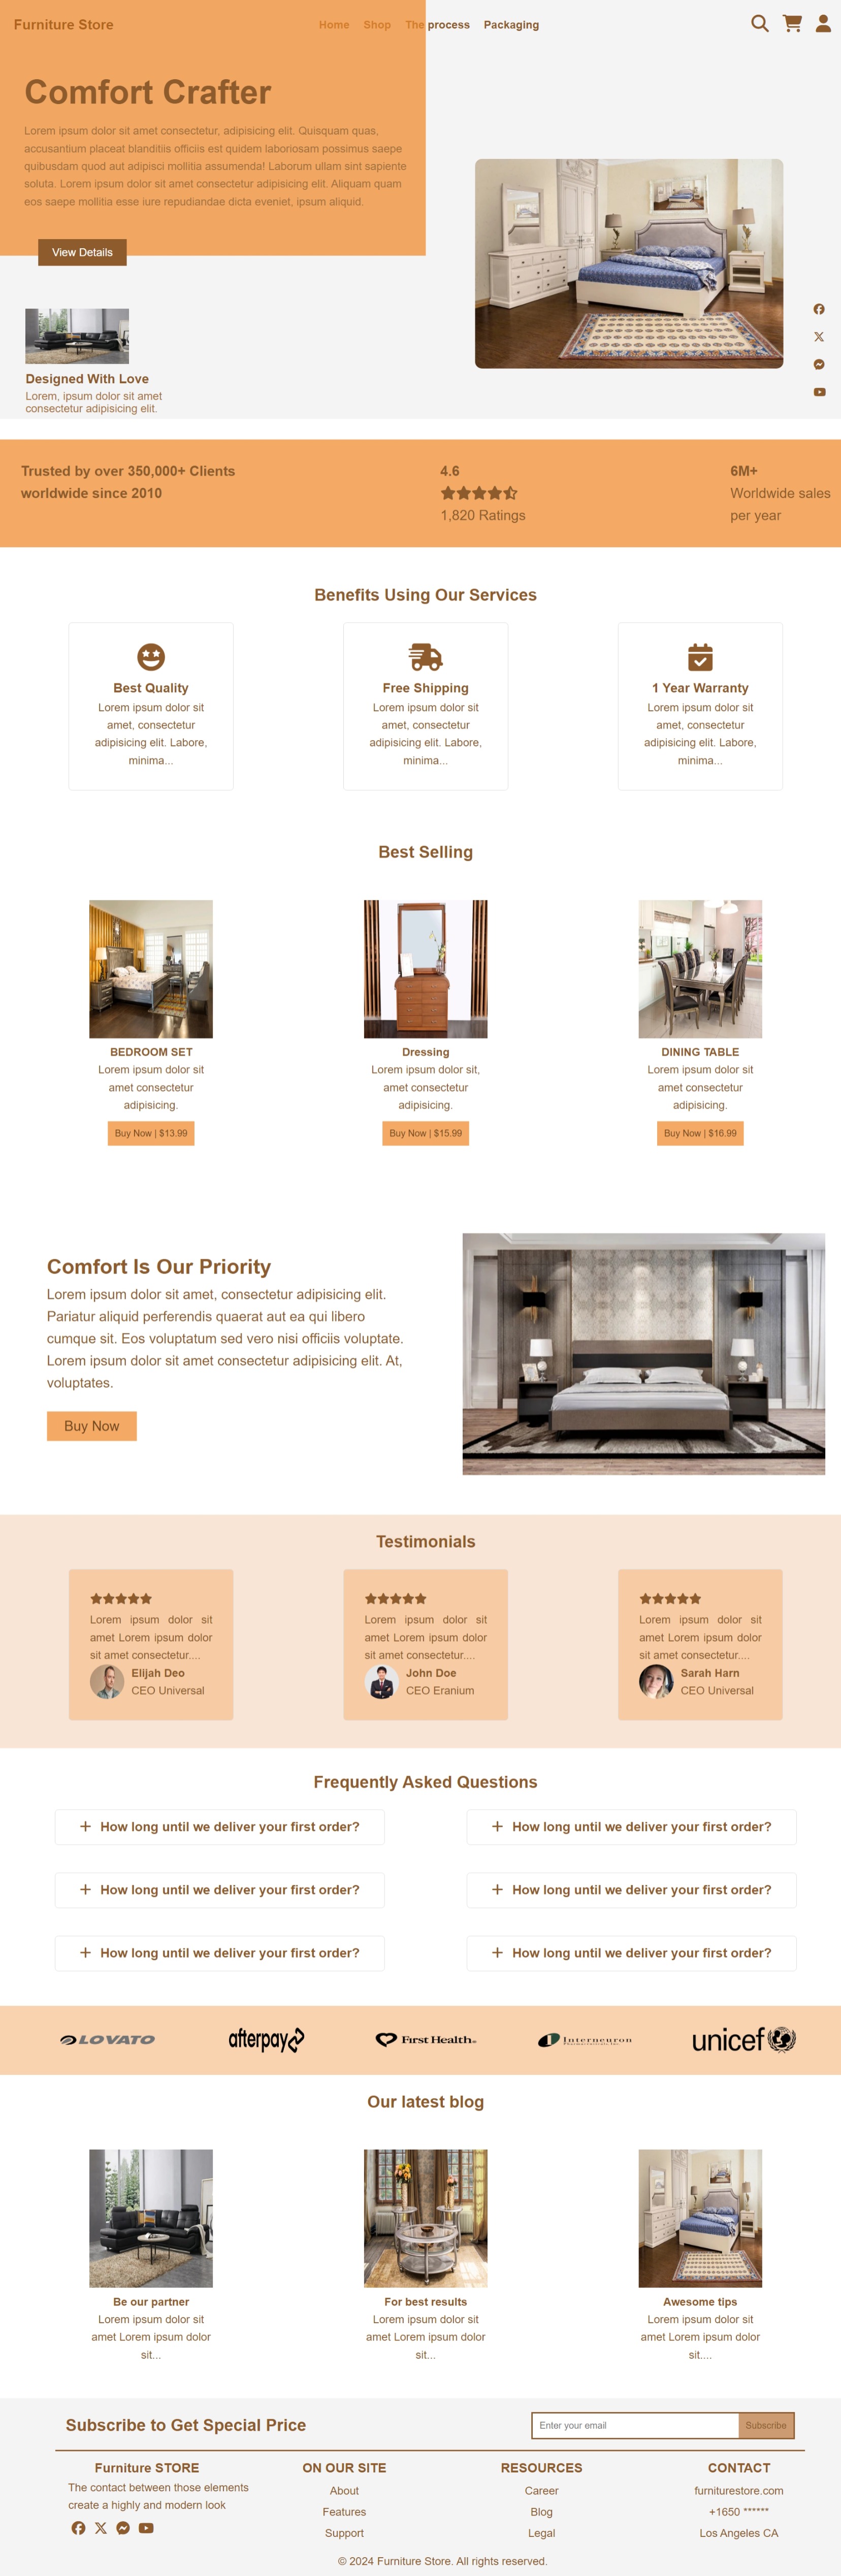 Furniture Store
Home Shop The process Packaging
Comfort Crafter
Lorem ipsum dolor sit amet consectetur, adipisicing elit. Quisquam quas,
accusantium placeat blanditiis officiis est quidem laboriosam possimus saepe
quibusdam quod aut adipisci mollitia assumenda! Laborum ullam sint sapiente
soluta. Lorem ipsum dolor sit amet consectetur adipisicing elit. Aliquam quam
eos saepe mollitia esse iure repudiandae dicta eveniet, ipsum aliquid.
View Details
Designed With Love
Lorem, ipsum dolor sit amet
consectetur adipisicing elit.
Trusted by over 350,000+ Clients
worldwide since 2010
4.6
1,820 Ratings
6M+
Worldwide sales
per year
Benefits Using Our Services
Best Quality
Lorem ipsum dolor sit
amet, consectetur
adipisicing elit. Labore,
minima...
Free Shipping
Lorem ipsum dolor sit
amet, consectetur
adipisicing elit. Labore,
minima...
1 Year Warranty
Lorem ipsum dolor sit
amet, consectetur
adipisicing elit. Labore,
minima...
Best Selling
BEDROOM SET
Lorem ipsum dolor sit
amet consectetur
adipisicing.
Buy Now | $13.99
Dressing
Lorem ipsum dolor sit,
amet consectetur
adipisicing.
Buy Now | $15.99
DINING TABLE
Lorem ipsum dolor sit
amet consectetur
adipisicing.
Buy Now | $16.99
Comfort Is Our Priority
Lorem ipsum dolor sit amet, consectetur adipisicing elit.
Pariatur aliquid perferendis quaerat aut ea qui libero
cumque sit. Eos voluptatum sed vero nisi officiis voluptate.
Lorem ipsum dolor sit amet consectetur adipisicing elit. At,
voluptates.
Buy Now
Testimonials
Lorem ipsum dolor sit
amet Lorem ipsum dolor
sit amet consectetur....
Elijah Deo
CEO Universal
Lorem ipsum dolor sit
amet Lorem ipsum dolor
sit amet consectetur....
John Doe
CEO Eranium
Lorem ipsum dolor sit
amet Lorem ipsum dolor
sit amet consectetur....
Sarah Harn
CEO Universal
Frequently Asked Questions
How long until we deliver your first order?
How long until we deliver your first order?
How long until we deliver your first order?
How long until we deliver your first order?
How long until we deliver your first order?
How long until we deliver your first order?
LOVATO
afterpay
First Health®
Interneuron
unicef
Our latest blog
Be our partner
Lorem ipsum dolor sit
amet Lorem ipsum dolor
sit...
For best results
Lorem ipsum dolor sit
amet Lorem ipsum dolor
sit...
Awesome tips
Lorem ipsum dolor sit
amet Lorem ipsum dolor
sit....
Subscribe to Get Special Price
Enter your email
Subscribe
Furniture STORE
The contact between those elements
create a highly and modern look
ON OUR SITE
About
Features
Support
RESOURCES
Career
Blog
Legal
CONTACT
furniturestore.com
+1650 ******
Los Angeles CA
© 2024 Furniture Store. All rights reserved.